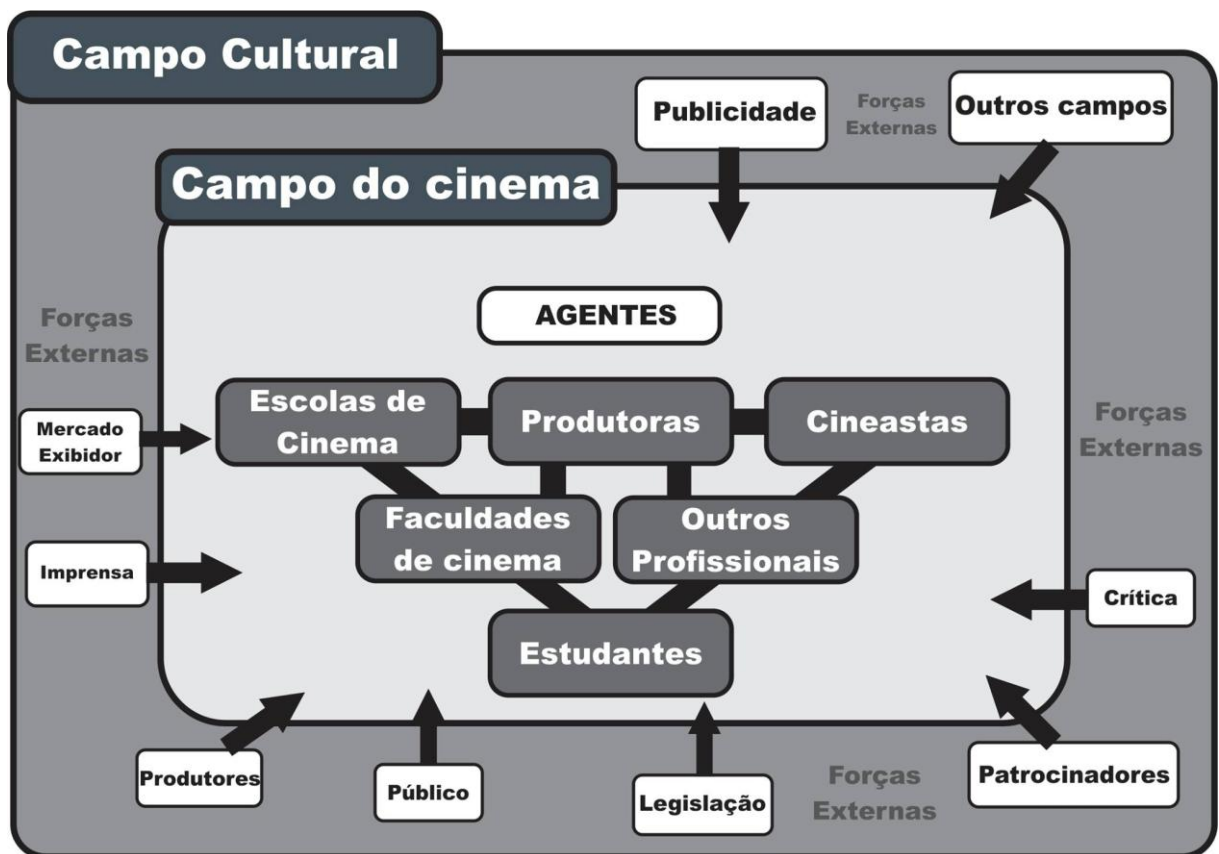 Campo Cultural
Publicidade
Forças
Externas
Outros campos
Campo do cinema
AGENTES
Forças
Externas
Escolas de
Cinema
Produtoras
Cineastas
Mercado
Exibidor
Forças
Externas
Faculdades
de cinema
Outros
Profissionais
Imprensa
Crítica
Estudantes
Produtores
Público
Legislação
Forças
Externas
Patrocinadores